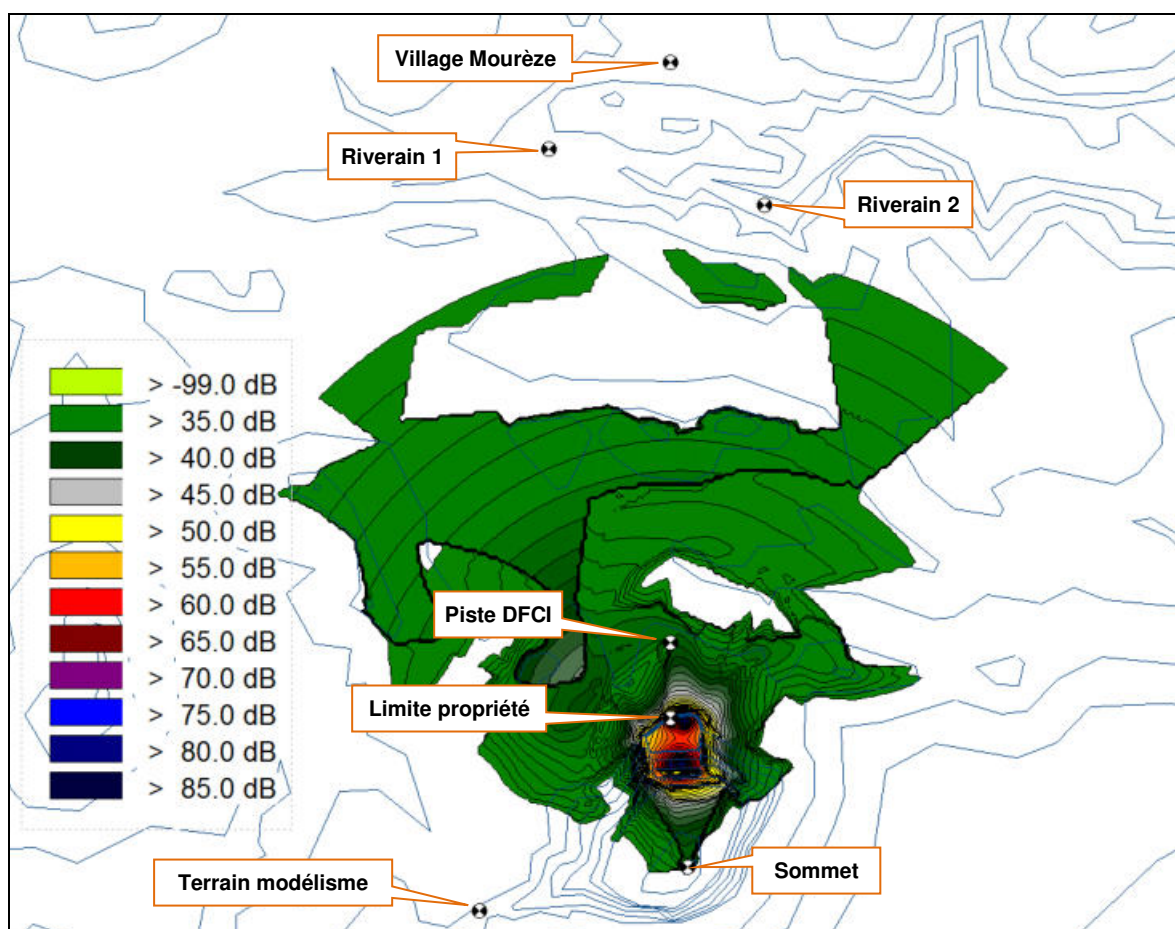 Village Mourèze
Riverain 1
Riverain 2
> -99.0 dB
> 35.0 dB
> 40.0 dB
> 45.0 dB
> 50.0 dB
> 55.0 dB
> 60.0 dB
> 65.0 dB
> 70.0 dB
> 75.0 dB
> 80.0 dB
> 85.0 dB
Piste DFCI
Limite propriété
Sommet
Terrain modélisme